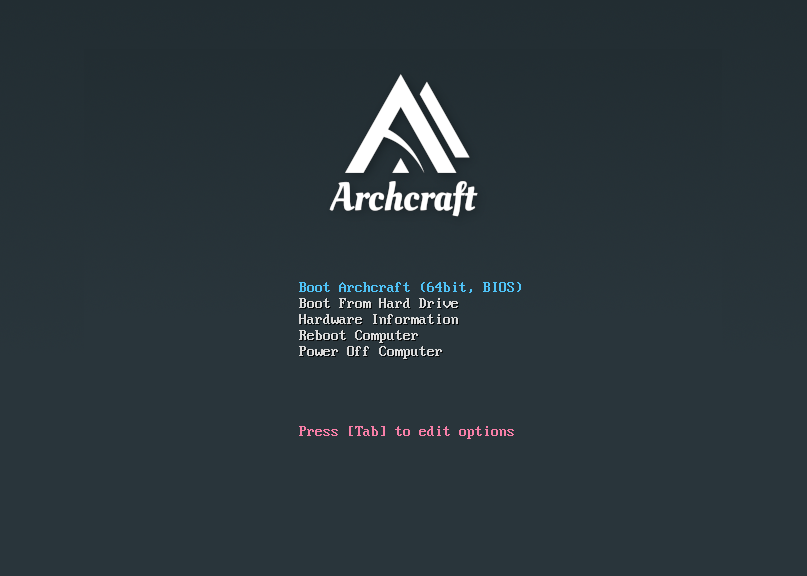 Archcraft
Boot Archcraft (64bit, BIOS)
Boot From Hard Drive
Hardware Information
Reboot Computer
Power Off Computer
Press [Tab] to edit options